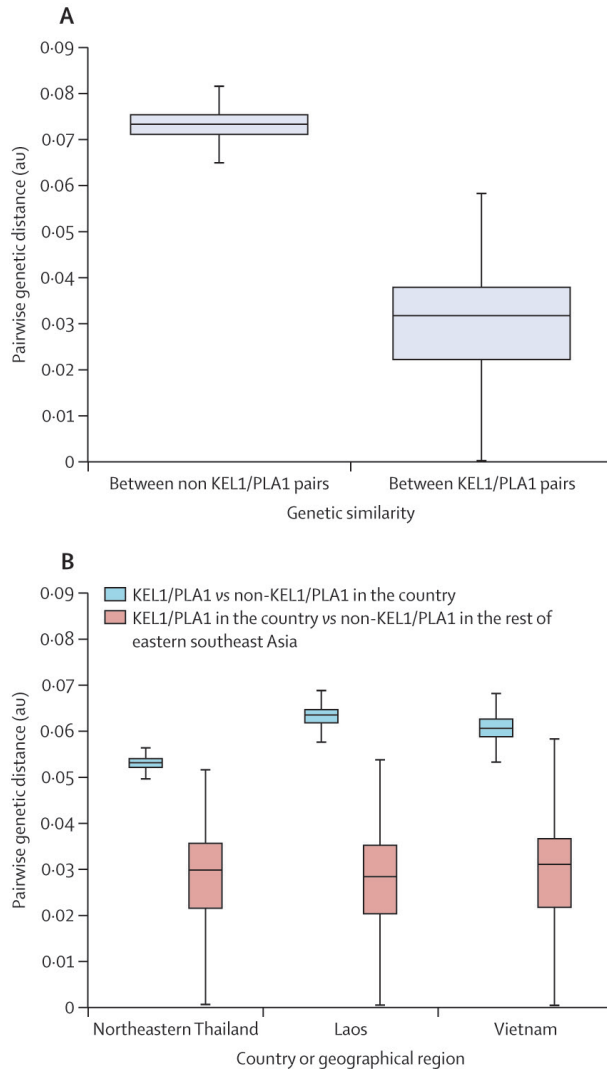 A
0·09
0·08
0·07
0·06
0·05
0·04
0·03
0·02
0·01
0
Pairwise genetic distance (au)
Between non KEL1/PLA1 pairs
Between KEL1/PLA1 pairs
Genetic similarity
B
KEL1/PLA1 vs non-KEL1/PLA1 in the country
KEL1/PLA1 in the country vs non-KEL1/PLA1 in the rest of
eastern southeast Asia
0·09
0·08
0·07
0·06
0·05
0·04
0·03
0·02
0·01
0
Pairwise genetic distance (au)
Northeastern Thailand
Laos
Vietnam
Country or geographical region